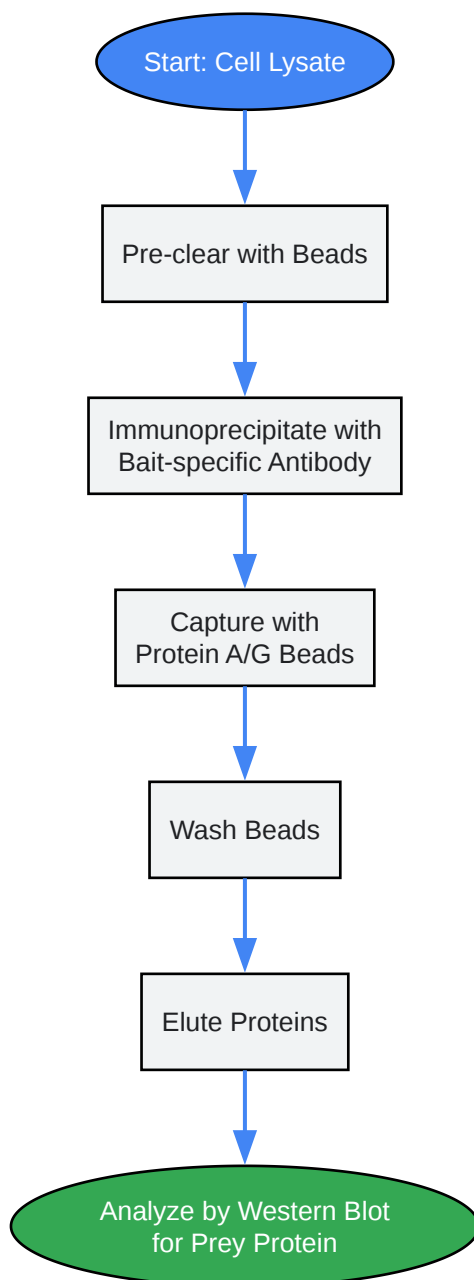 Start: Cell Lysate
Pre-clear with Beads
Immunoprecipitate with
Bait-specific Antibody
Capture with
Protein A/G Beads
Wash Beads
Elute Proteins
Analyze by Western Blot
for Prey Protein